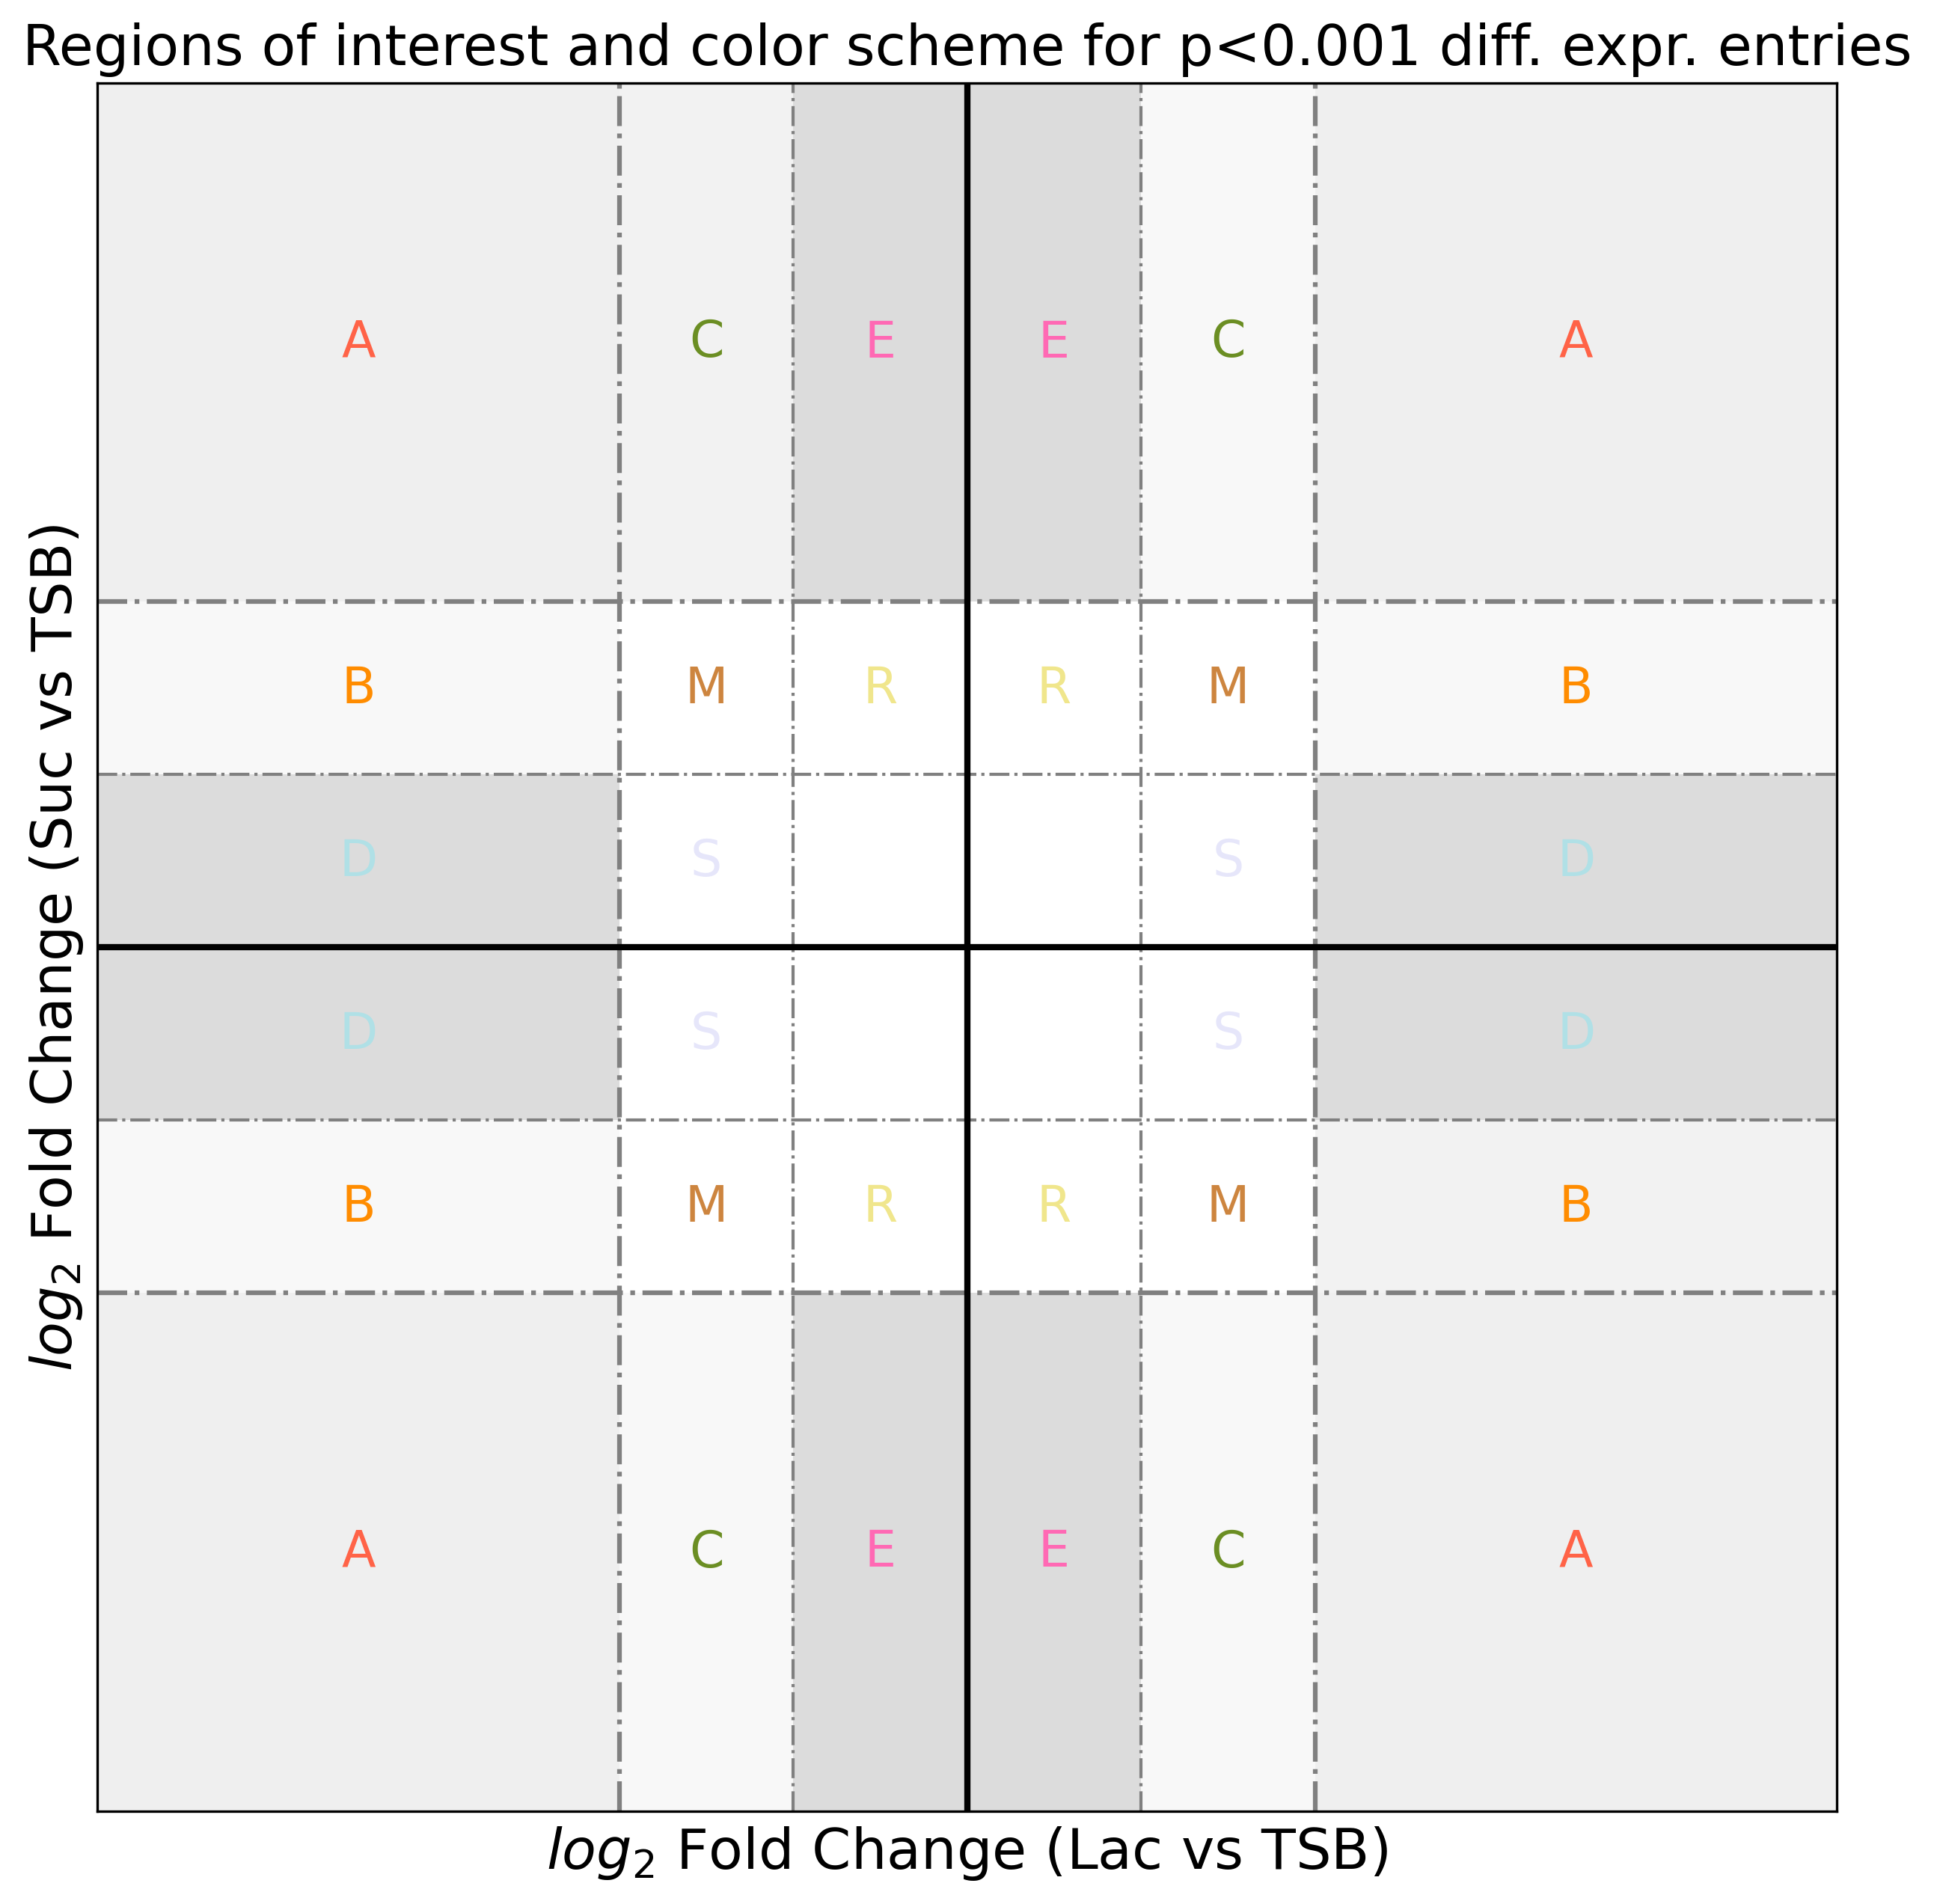 Regions of interest and color scheme for p<0.001 diff. expr. entries
A C E E C A
B M R R M B
D S S D
D S S D
B M R R M B
A C E E C A
log₂ Fold Change (Suc vs TSB)
log₂ Fold Change (Lac vs TSB)